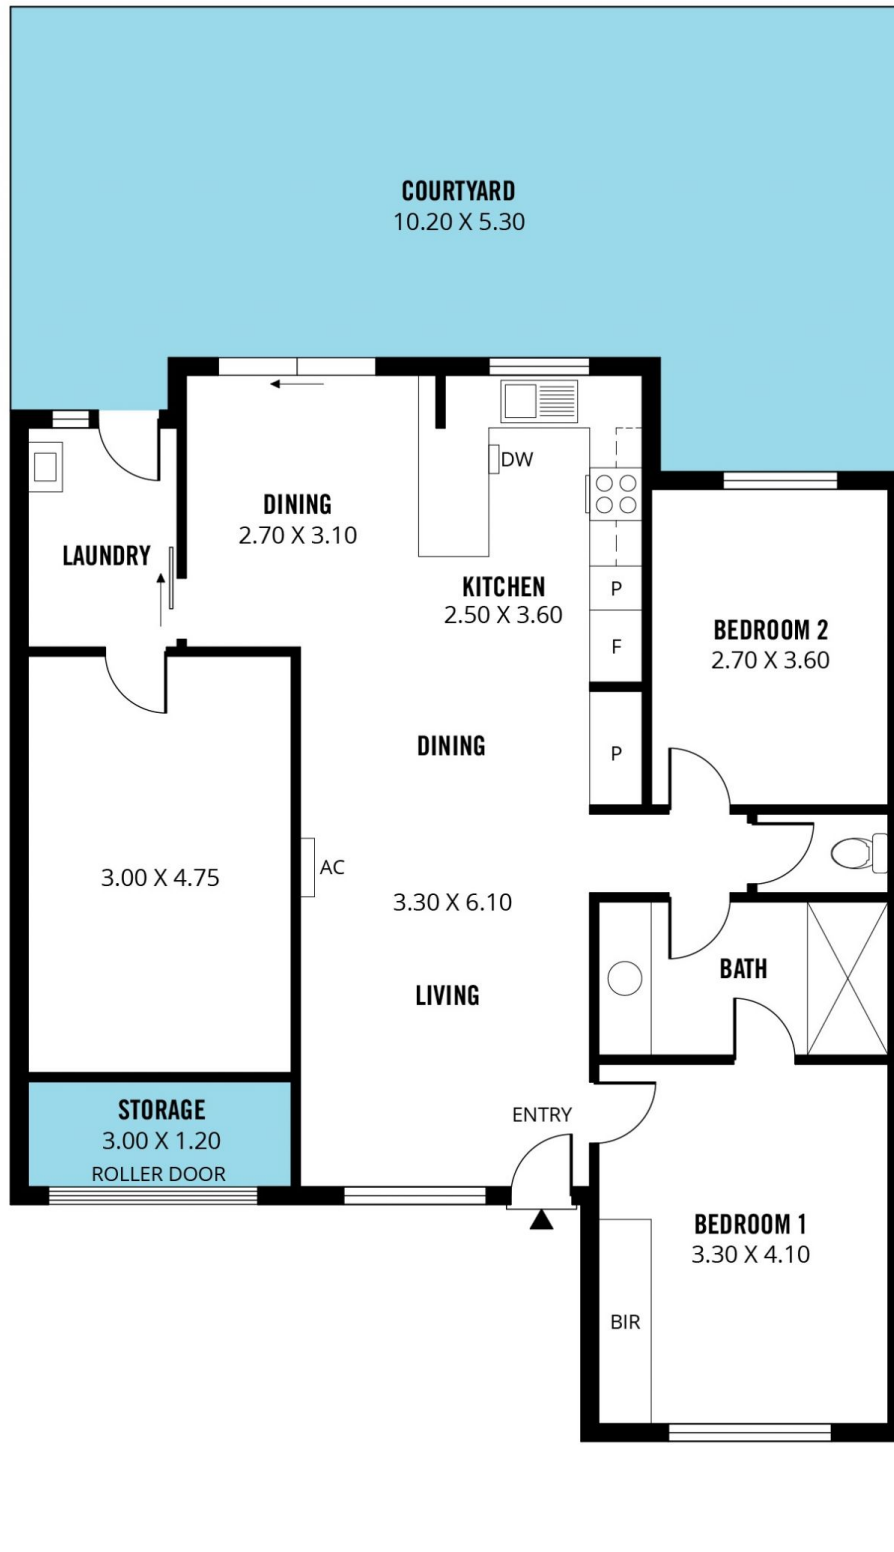 COURTYARD
10.20 X 5.30
DW
DINING
2.70 X 3.10
LAUNDRY
KITCHEN
2.50 X 3.60
P
F
BEDROOM 2
2.70 X 3.60
DINING
P
AC
3.00 X 4.75
3.30 X 6.10
BATH
LIVING
STORAGE
3.00 X 1.20
ROLLER DOOR
ENTRY
BEDROOM 1
3.30 X 4.10
BIR